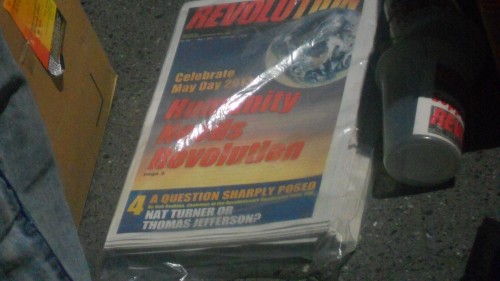 REVOLUTION
Celebrate
May Day
Humanity
Needs
Revolution
4 A QUESTION SHARPLY POSED
NAT TURNER OR
THOMAS JEFFERSON?